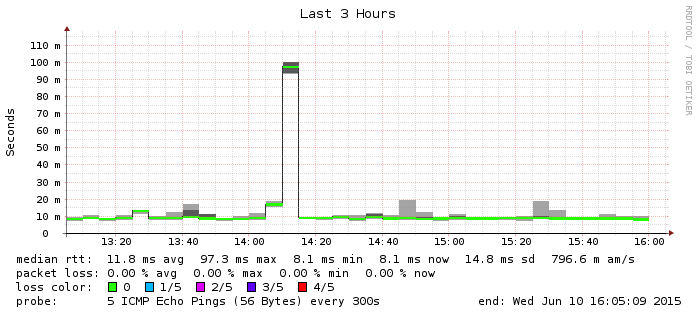 Last 3 Hours
RRDTOOL / TOBI OETIKER
Seconds
110 m
100 m
90 m
80 m
70 m
60 m
50 m
40 m
30 m
20 m
10 m
0
13:20 13:40 14:00 14:20 14:40 15:00 15:20 15:40 16:00
median rtt: 11.8 ms avg 97.3 ms max 8.1 ms min 8.1 ms now 14.8 ms sd 796.6 m am/s
packet loss: 0.00 % avg 0.00 % max 0.00 % min 0.00 % now
loss color: 0 1/5 2/5 3/5 4/5
probe: 5 ICMP Echo Pings (56 Bytes) every 300s end: Wed Jun 10 16:05:09 2015